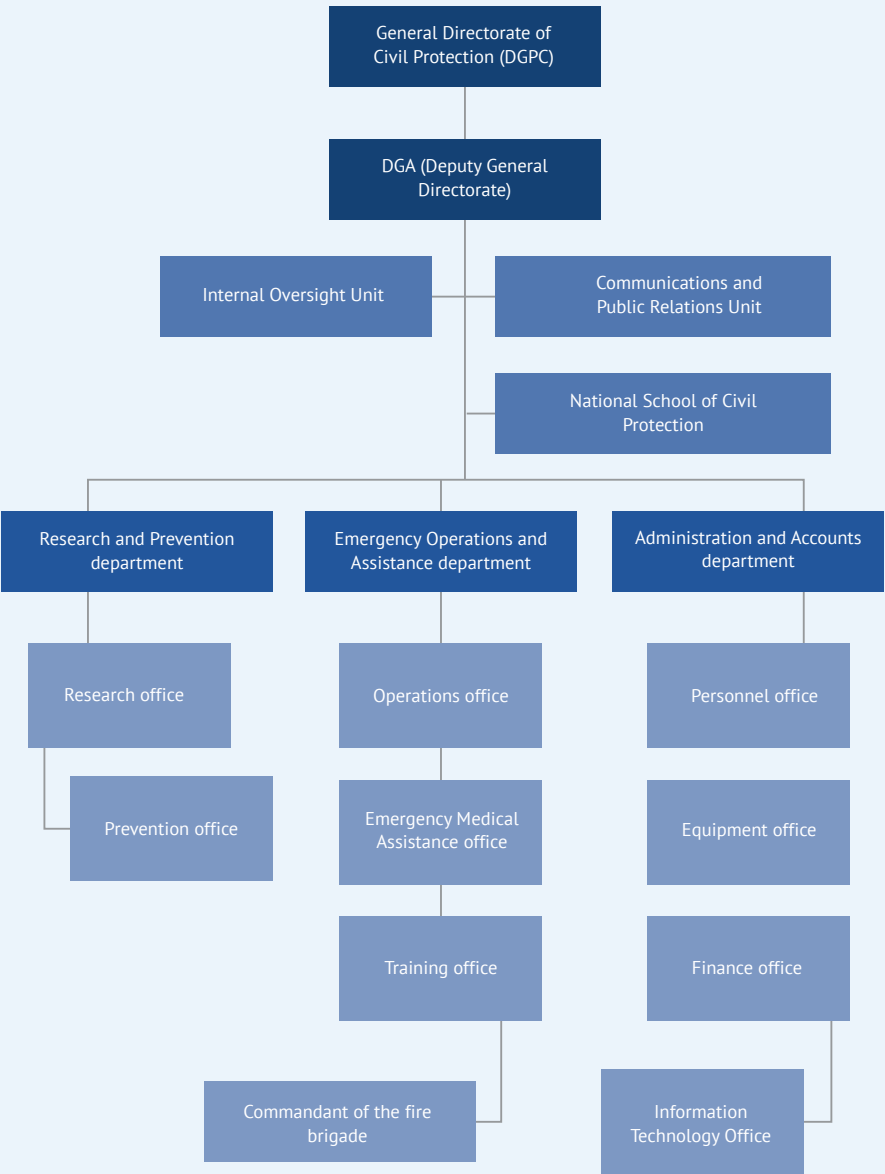 General Directorate of
Civil Protection (DGPC)
DGA (Deputy General
Directorate)
Internal Oversight Unit
Communications and
Public Relations Unit
National School of Civil
Protection
Research and Prevention
department
Emergency Operations and
Assistance department
Administration and Accounts
department
Research office
Operations office
Personnel office
Prevention office
Emergency Medical
Assistance office
Equipment office
Training office
Finance office
Commandant of the fire
brigade
Information
Technology Office